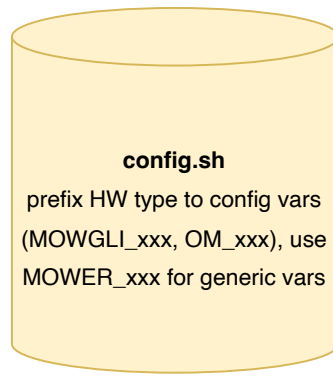 config.sh
prefix HW type to config vars
(MOWGLI_xxx, OM_xxx), use
MOWER_xxx for generic vars